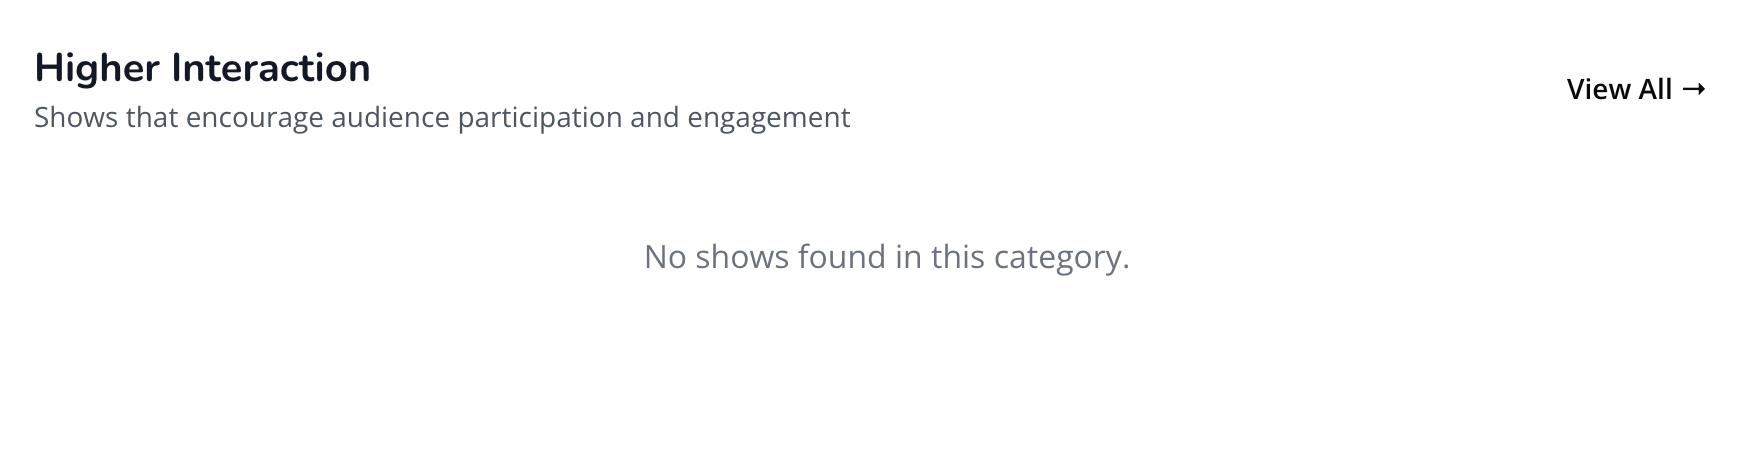 Higher Interaction
Shows that encourage audience participation and engagement
View All →
No shows found in this category.